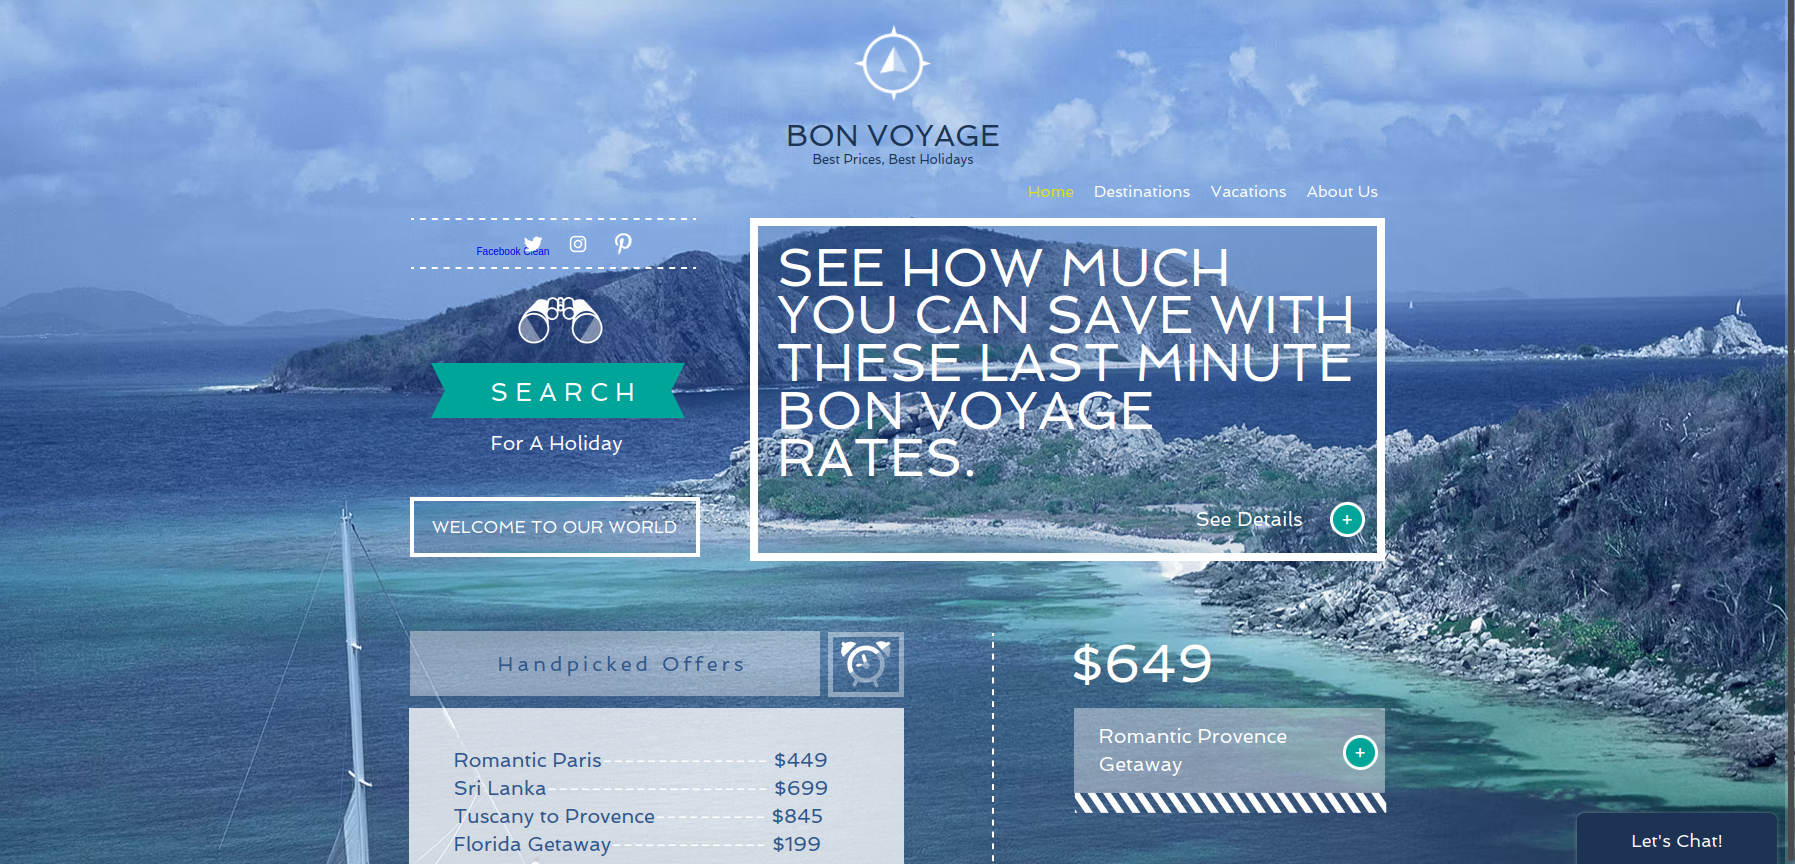 BON VOYAGE
Best Prices, Best Holidays
Home Destinations Vacations About Us
Facebook Clean
SEARCH
For A Holiday
WELCOME TO OUR WORLD
SEE HOW MUCH
YOU CAN SAVE WITH
THESE LAST MINUTE
BON VOYAGE
RATES.
See Details +
Handpicked Offers
Romantic Paris---------------- $449
Sri Lanka---------------------- $699
Tuscany to Provence----------- $845
Florida Getaway--------------- $199
$649
Romantic Provence
Getaway
+
Let's Chat!